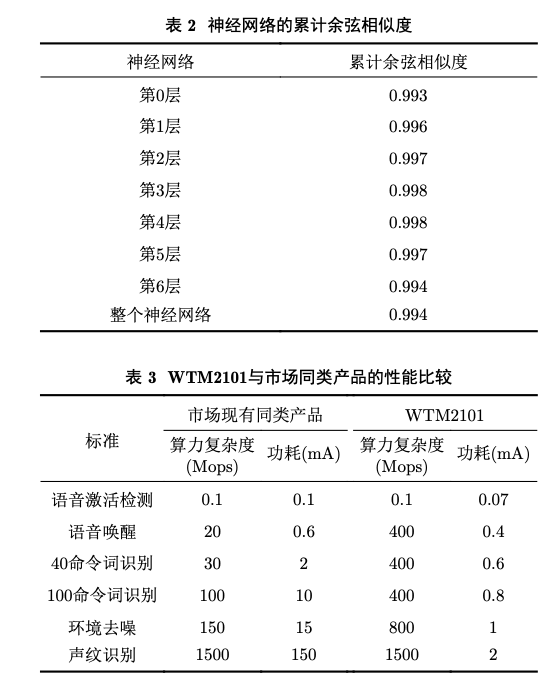 表 2 神经网络的累计余弦相似度
神经网络 累计余弦相似度
第0层 0.993
第1层 0.996
第2层 0.997
第3层 0.998
第4层 0.998
第5层 0.997
第6层 0.994
整个神经网络 0.994
表 3 WTM2101与市场同类产品的性能比较
标准 市场现有同类产品 WTM2101
算力复杂度 (Mops) 功耗(mA) 算力复杂度 (Mops) 功耗(mA)
语音激活检测 0.1 0.1 0.1 0.07
语音唤醒 20 0.6 400 0.4
40命令词识别 30 2 400 0.6
100命令词识别 100 10 400 0.8
环境去噪 150 15 800 1
声纹识别 1500 150 1500 2